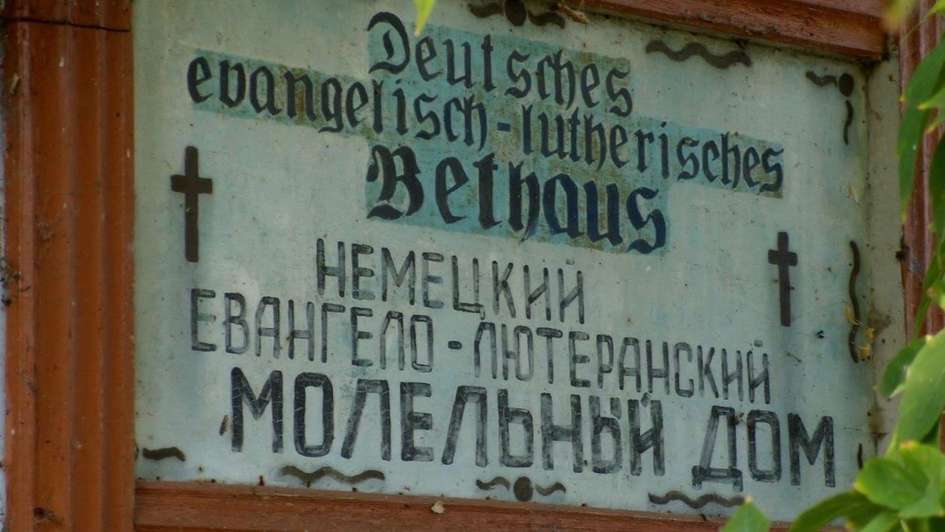 Deutsches
evangelisch-lutherisches
Bethaus
НЕМЕЦКИЙ
ЕВАНГЕЛО-ЛЮТЕРАНСКИЙ
МОЛЕЛЬНЫЙ ДОМ